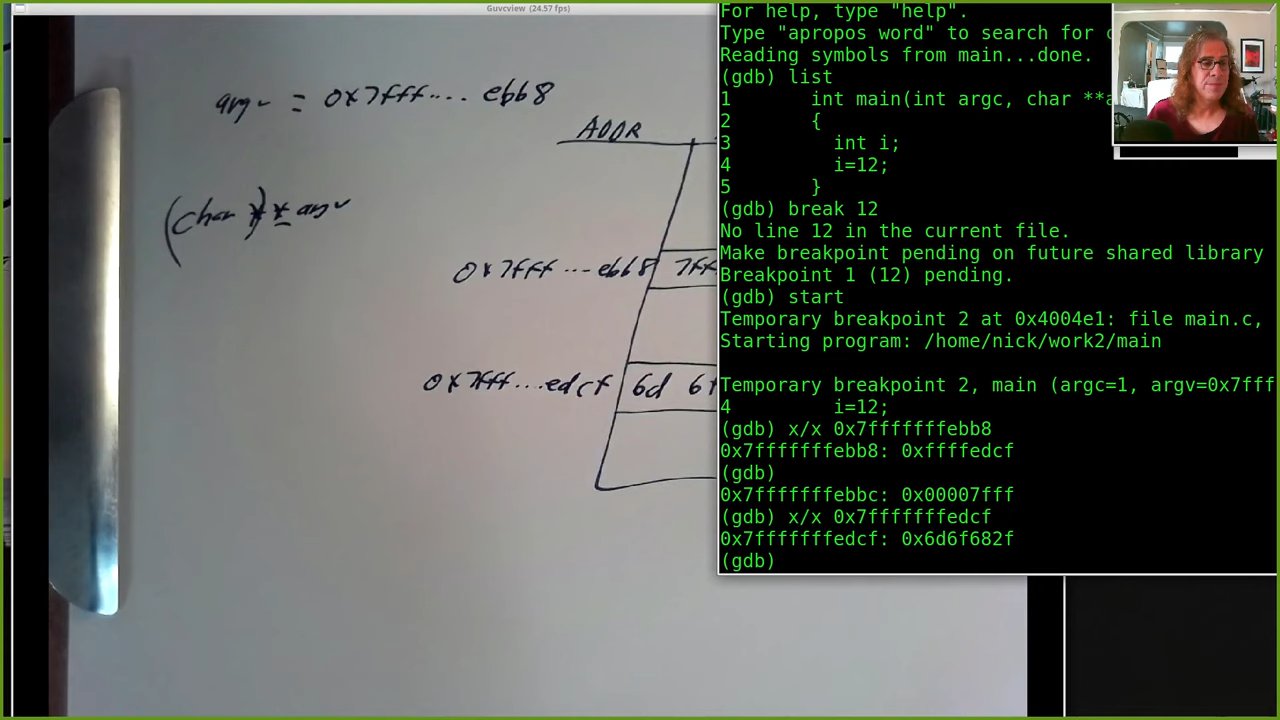 Guvcview (24.57 fps)
argv = 0x7fff.... ebb8
ADDR
(char *)* argv
0x7fff ... ebb8 7ff
0x7fff...edcf 6d 6f
For help, type "help".
Type "apropos word" to search for
Reading symbols from main...done.
(gdb) list
1 int main(int argc, char **a
2 {
3 int i;
4 i=12;
5 }
(gdb) break 12
No line 12 in the current file.
Make breakpoint pending on future shared library
Breakpoint 1 (12) pending.
(gdb) start
Temporary breakpoint 2 at 0x4004e1: file main.c,
Starting program: /home/nick/work2/main
Temporary breakpoint 2, main (argc=1, argv=0x7fff
4 i=12;
(gdb) x/x 0x7fffffffebb8
0x7fffffffebb8: 0xffffedcf
(gdb)
0x7fffffffebbc: 0x00007fff
(gdb) x/x 0x7fffffffedcf
0x7fffffffedcf: 0x6d6f682f
(gdb)